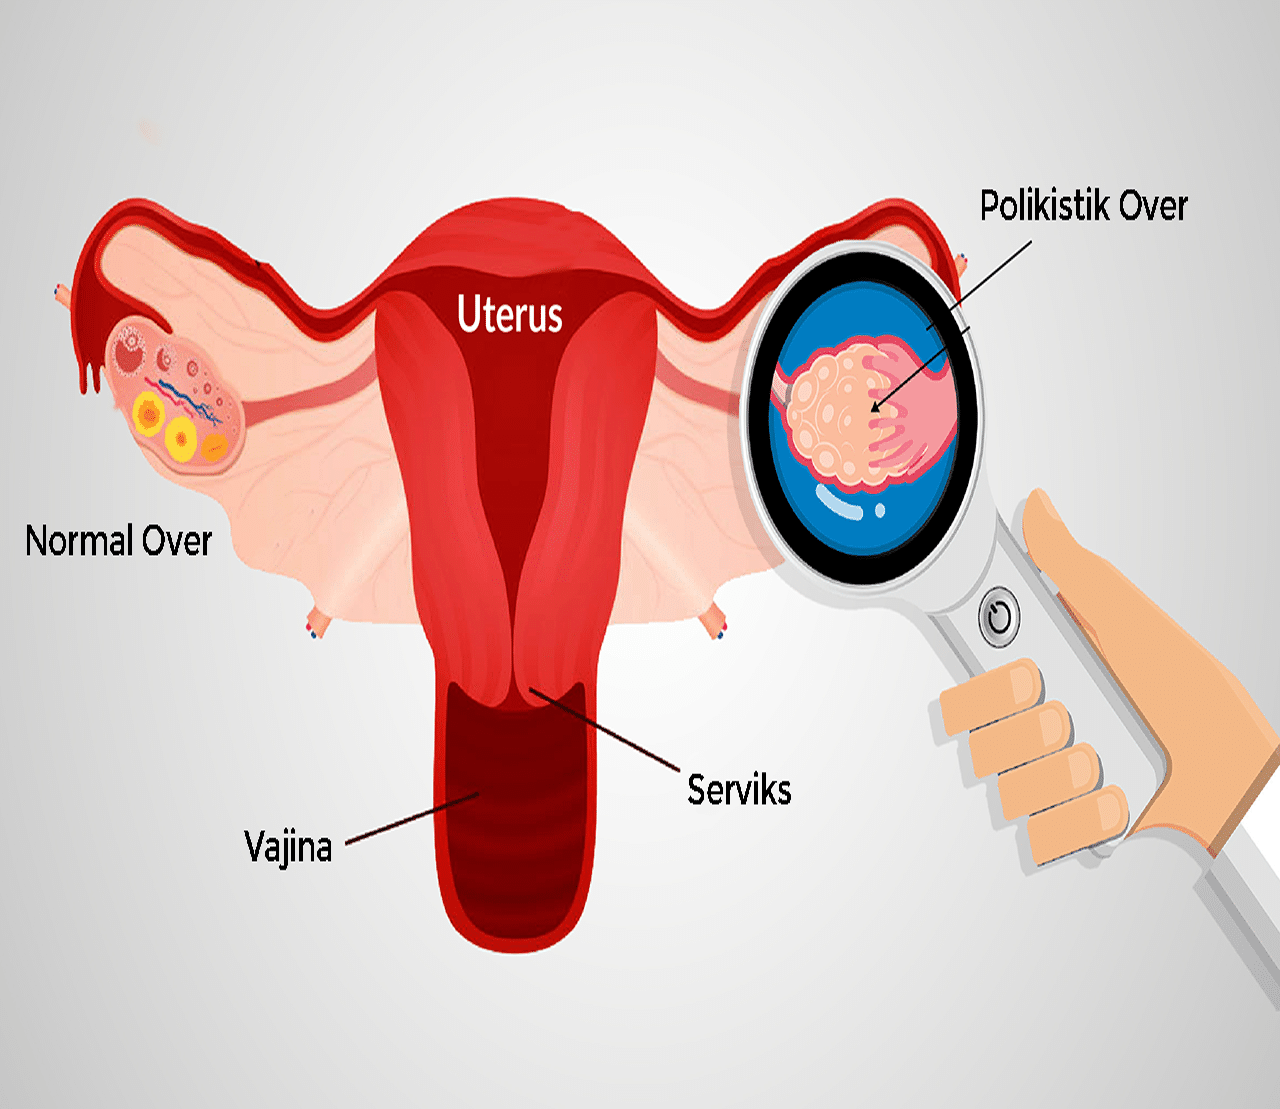 Polikistik Over
Uterus
Normal Over
Serviks
Vajina